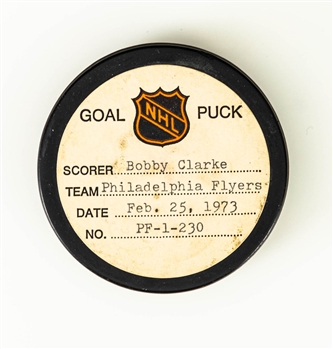 GOAL NHL PUCK
SCORER Bobby Clarke
TEAM Philadelphia Flyers
DATE Feb. 25, 1973
NO. PF-1-230